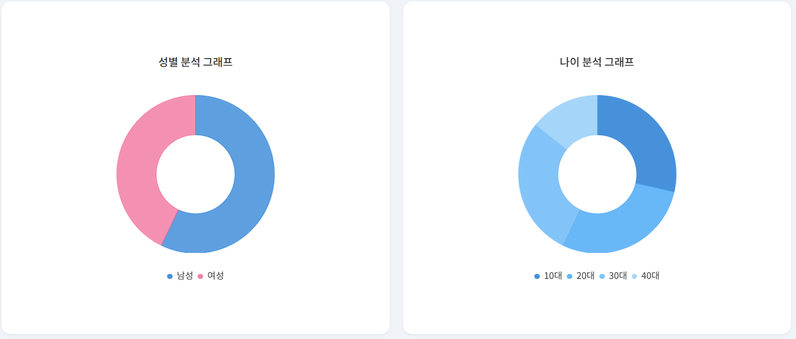 성별 분석 그래프
남성 여성
나이 분석 그래프
10대 20대 30대 40대